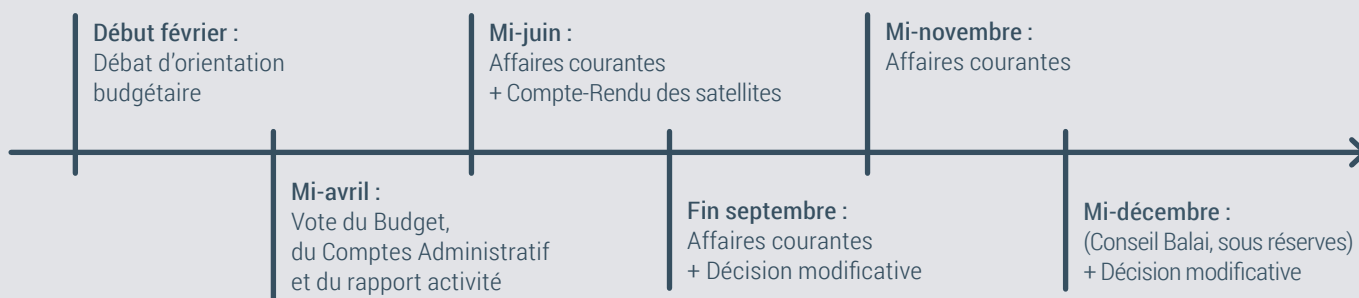 Début février :
Débat d'orientation
budgétaire
Mi-avril :
Vote du Budget,
du Comptes Administratif
et du rapport activité
Mi-juin :
Affaires courantes
+ Compte-Rendu des satellites
Fin septembre :
Affaires courantes
+ Décision modificative
Mi-novembre :
Affaires courantes
Mi-décembre :
(Conseil Balai, sous réserves)
+ Décision modificative